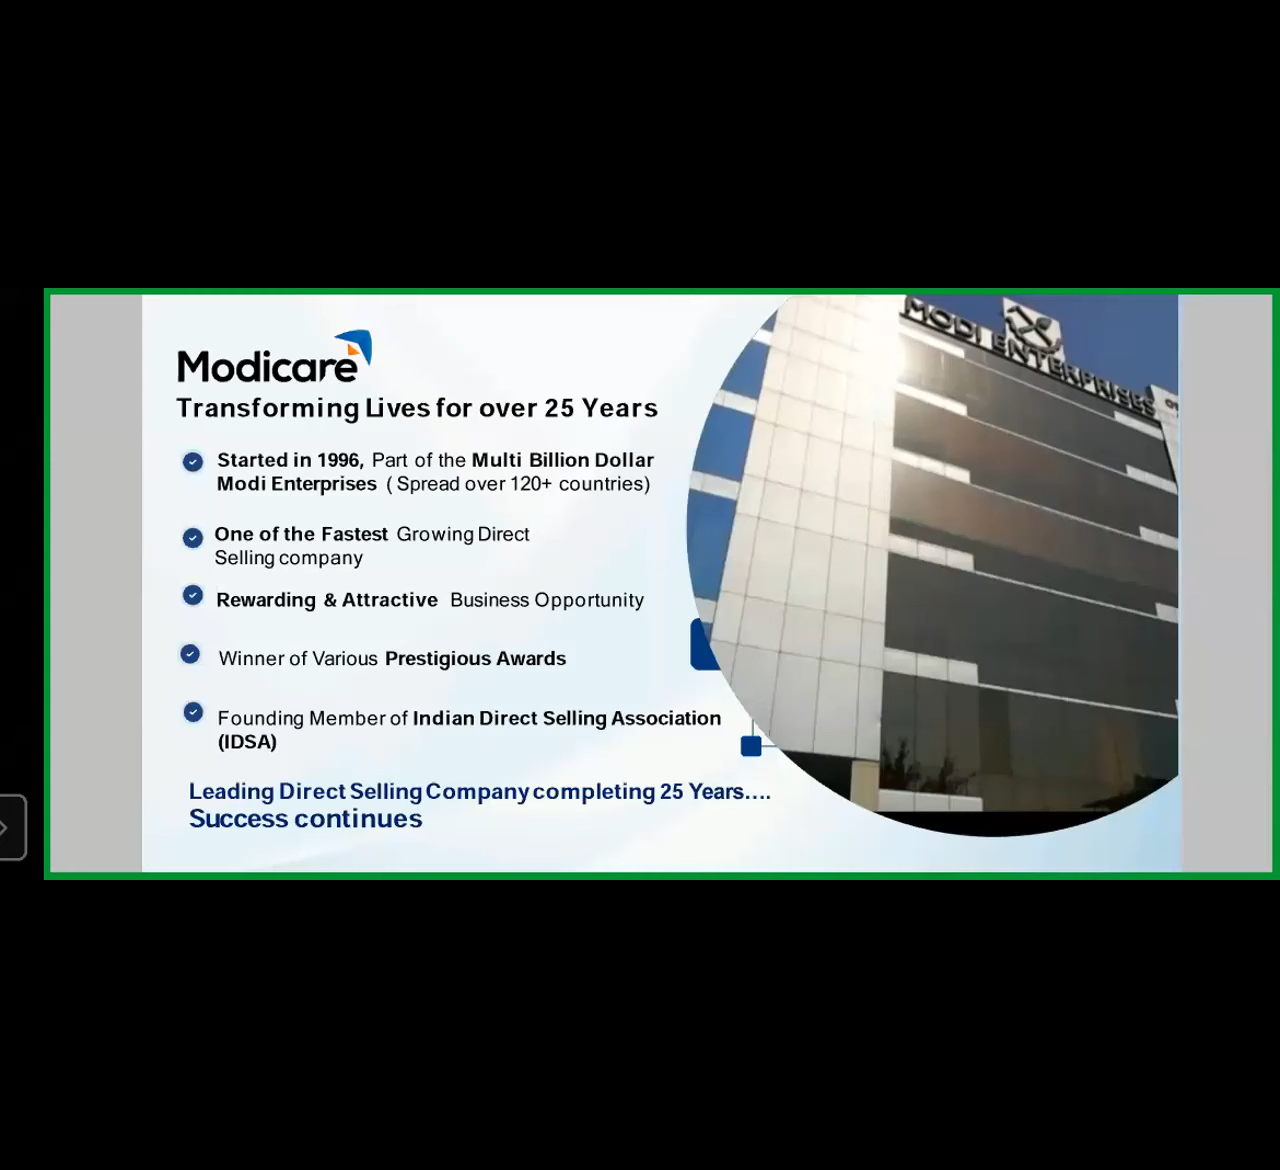 Modicare
Transforming Lives for over 25 Years
Started in 1996, Part of the Multi Billion Dollar
Modi Enterprises ( Spread over 120+ countries)
One of the Fastest Growing Direct
Selling company
Rewarding & Attractive Business Opportunity
Winner of Various Prestigious Awards
Founding Member of Indian Direct Selling Association
(IDSA)
Leading Direct Selling Company completing 25 Years....
Success continues
MODI ENTERPRISES